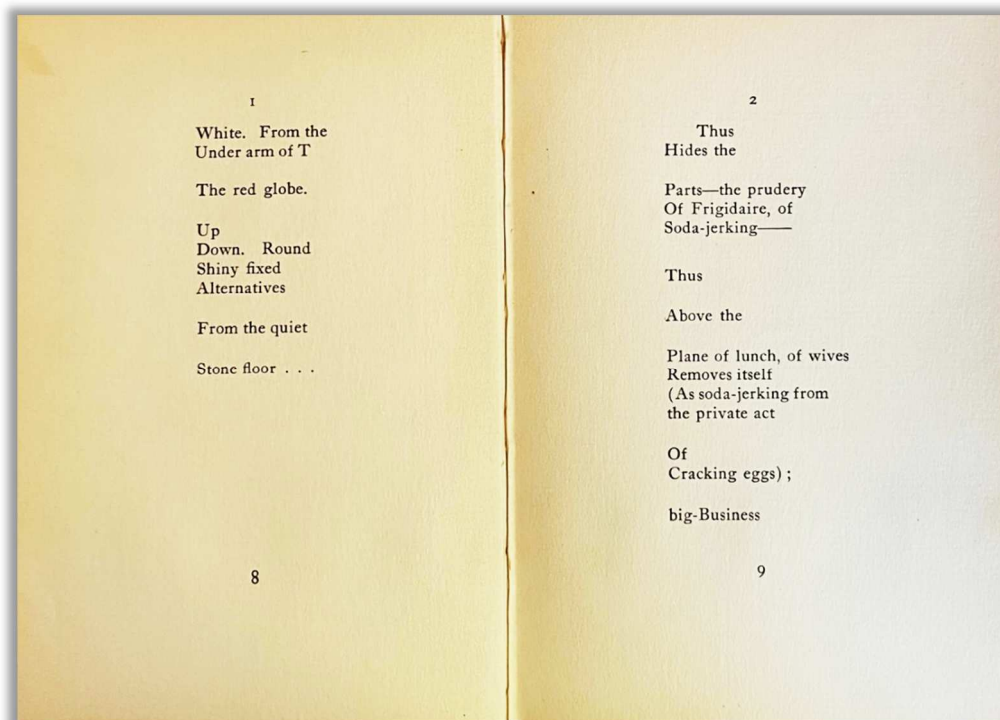 1
White. From the
Under arm of T
The red globe.
Up
Down. Round
Shiny fixed
Alternatives
From the quiet
Stone floor . . .
8
2
Thus
Hides the
Parts—the prudery
Of Frigidaire, of
Soda-jerking——
Thus
Above the
Plane of lunch, of wives
Removes itself
(As soda-jerking from
the private act
Of
Cracking eggs) ;
big-Business
9